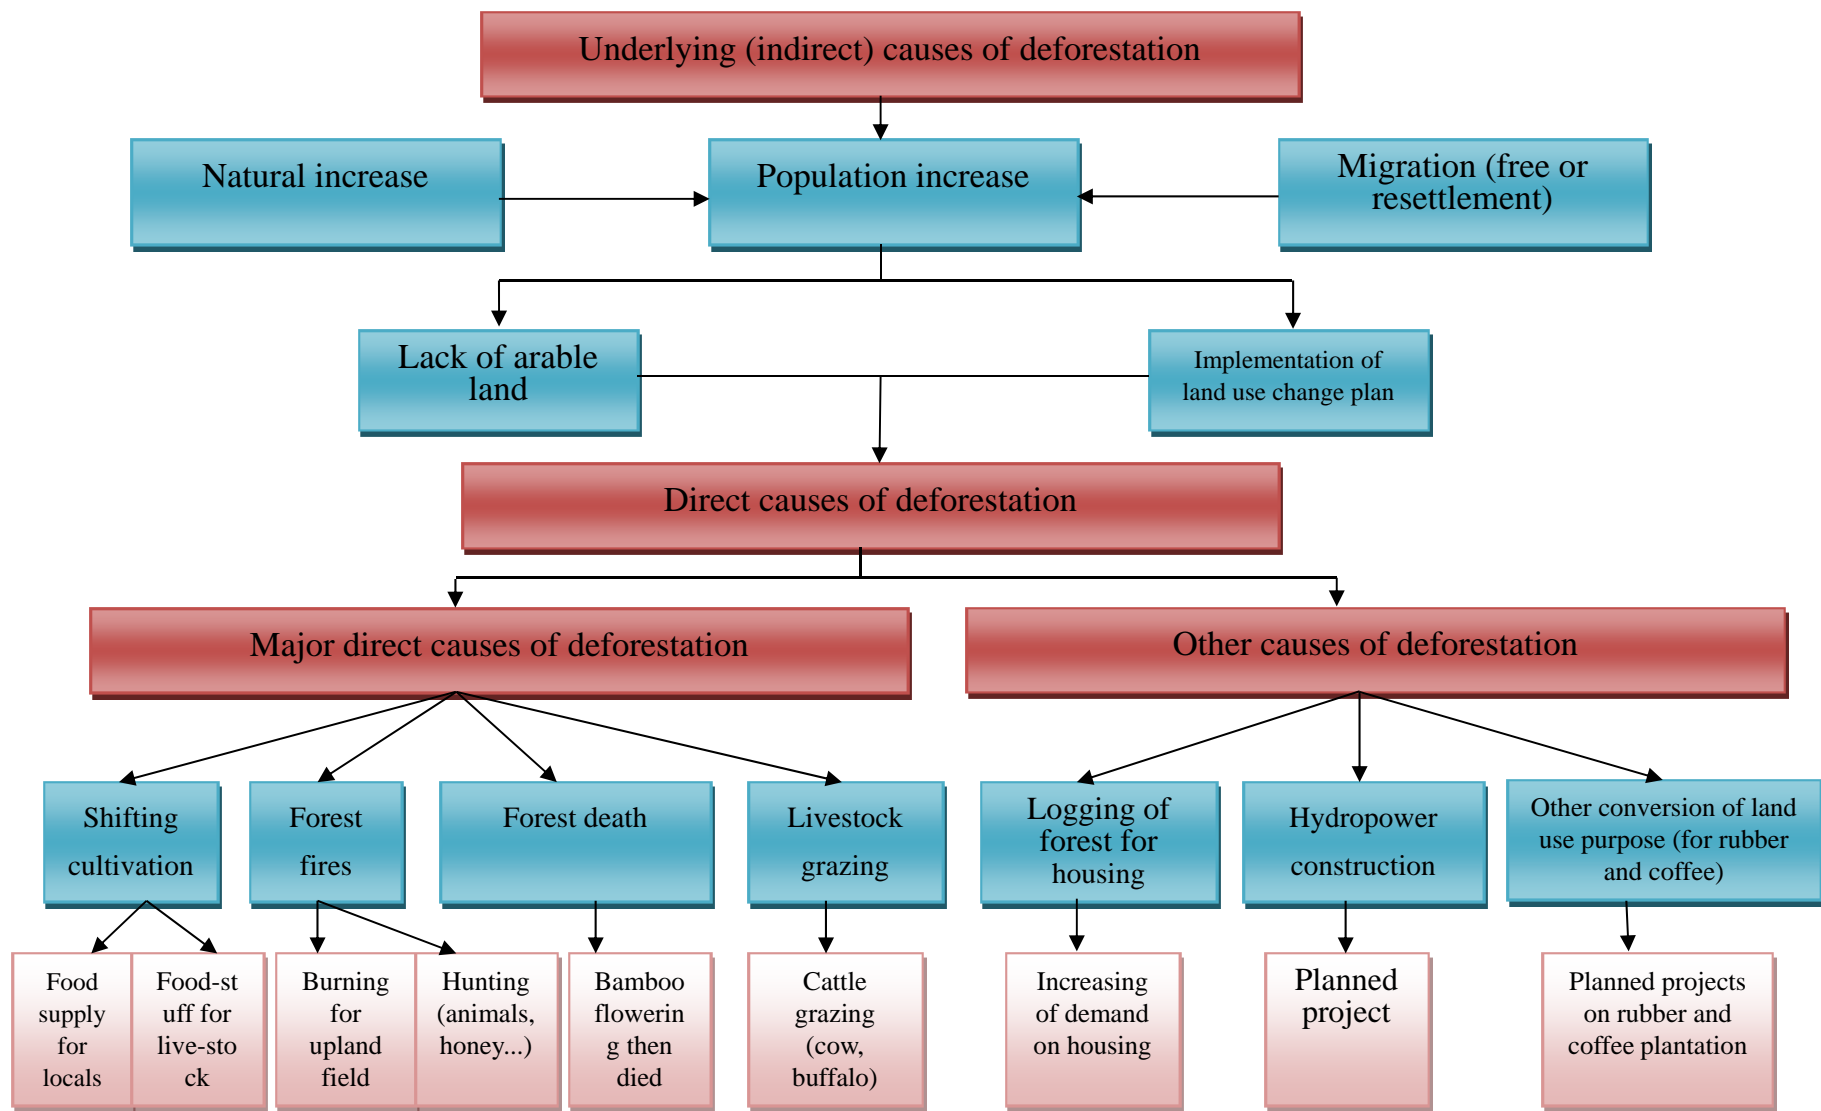 Underlying (indirect) causes of deforestation
Natural increase
Population increase
Migration (free or
resettlement)
Lack of arable
land
Implementation of
land use change plan
Direct causes of deforestation
Major direct causes of deforestation
Other causes of deforestation
Shifting
cultivation
Forest
fires
Forest death
Livestock
grazing
Logging of
forest for
housing
Hydropower
construction
Other conversion of land
use purpose (for rubber
and coffee)
Food
supply
for
locals
Food-st
uff for
live-sto
ck
Burning
for
upland
field
Hunting
(animals,
honey...)
Bamboo
flowerin
g then
died
Cattle
grazing
(cow,
buffalo)
Increasing
of demand
on housing
Planned
project
Planned projects
on rubber and
coffee plantation